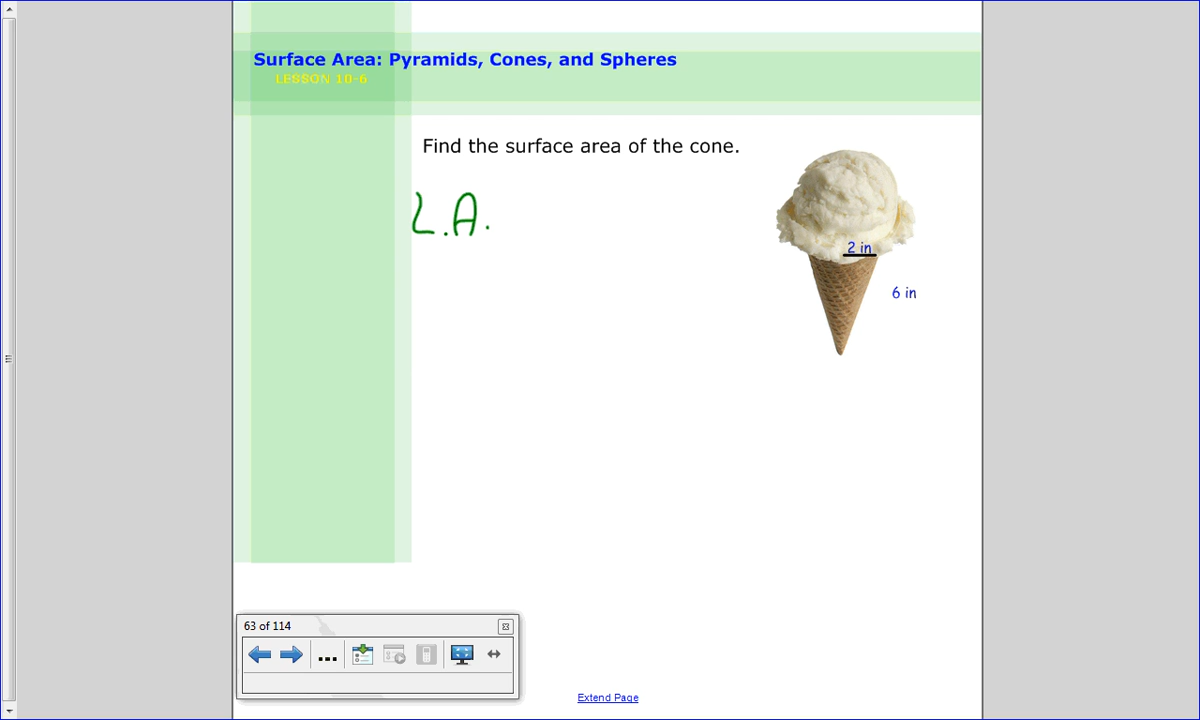 Surface Area: Pyramids, Cones, and Spheres
LESSON 10-6
Find the surface area of the cone.
L.A.
2 in
6 in
63 of 114
...
Extend Page